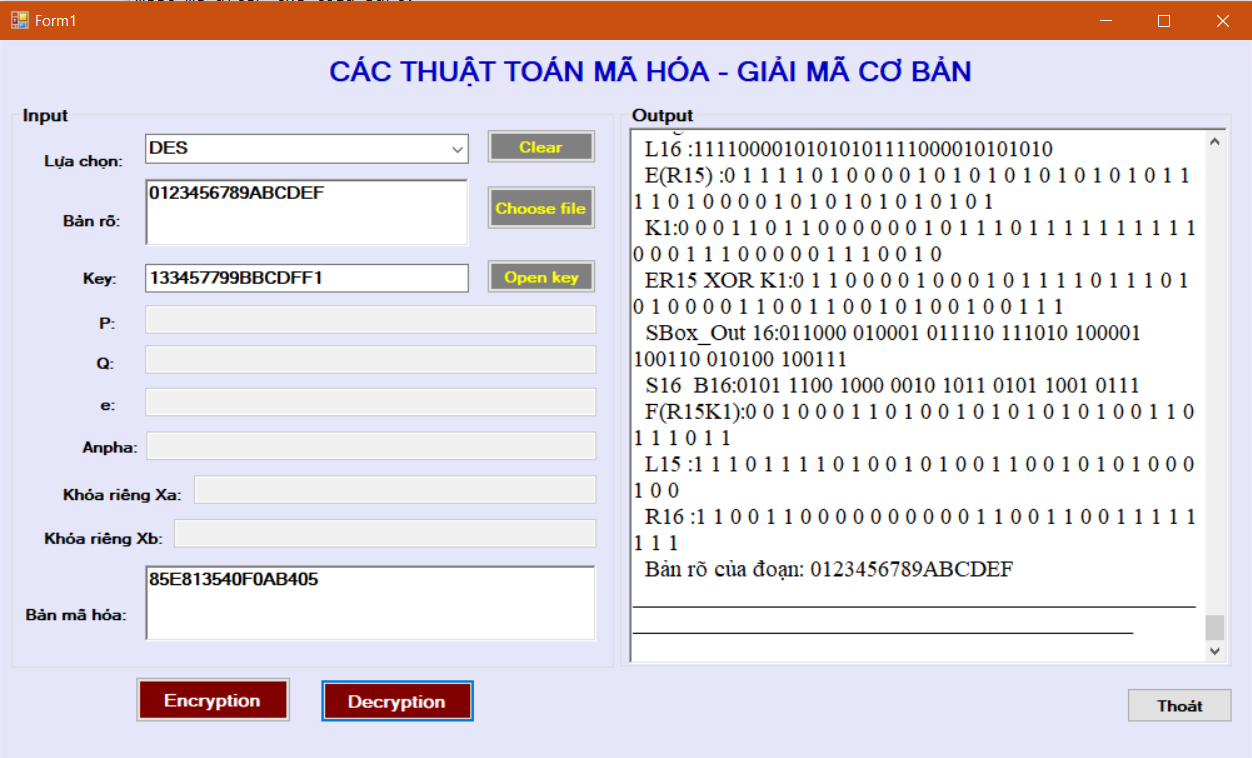 Form1
CÁC THUẬT TOÁN MÃ HÓA - GIẢI MÃ CƠ BẢN
Input
Lựa chọn:
DES
Clear
Bản rõ:
0123456789ABCDEF
Choose file
Key:
133457799BBCDFF1
Open key
P:
Q:
e:
Anpha:
Khóa riêng Xa:
Khóa riêng Xb:
Bản mã hóa:
85E813540F0AB405
Encryption
Decryption
Output
L16 :11110000101010101111000010101010
E(R15) :0 1 1 1 1 0 1 0 0 0 0 1 0 1 0 1 0 1 0 1 0 1 0 1 0 1 1
1 1 0 1 0 0 0 0 1 0 1 0 1 0 1 0 1 0 1 0 1
K1:0 0 0 1 1 0 1 1 0 0 0 0 0 0 1 0 1 1 1 0 1 1 1 1 1 1 1 1 1 1
0 0 0 1 1 1 0 0 0 0 0 1 1 1 0 0 1 0
ER15 XOR K1:0 1 1 0 0 0 0 1 0 0 0 1 0 1 1 1 1 0 1 1 1 0 1
0 1 0 0 0 0 1 1 0 0 1 1 0 0 1 0 1 0 0 1 0 0 1 1 1
SBox_Out 16:011000 010001 011110 111010 100001
100110 010100 100111
S16 B16:0101 1100 1000 0010 1011 0101 1001 0111
F(R15K1):0 0 1 0 0 0 1 1 0 1 0 0 1 0 1 0 1 0 1 0 1 0 0 1 1 0
1 1 1 0 1 1
L15 :1 1 1 0 1 1 1 1 0 1 0 0 1 0 1 0 0 1 1 0 0 1 0 1 0 1 0 0 0
1 0 0
R16 :1 1 0 0 1 1 0 0 0 0 0 0 0 0 0 0 1 1 0 0 1 1 0 0 1 1 1 1 1
1 1 1
Bản rõ của đoạn: 0123456789ABCDEF
Thoát